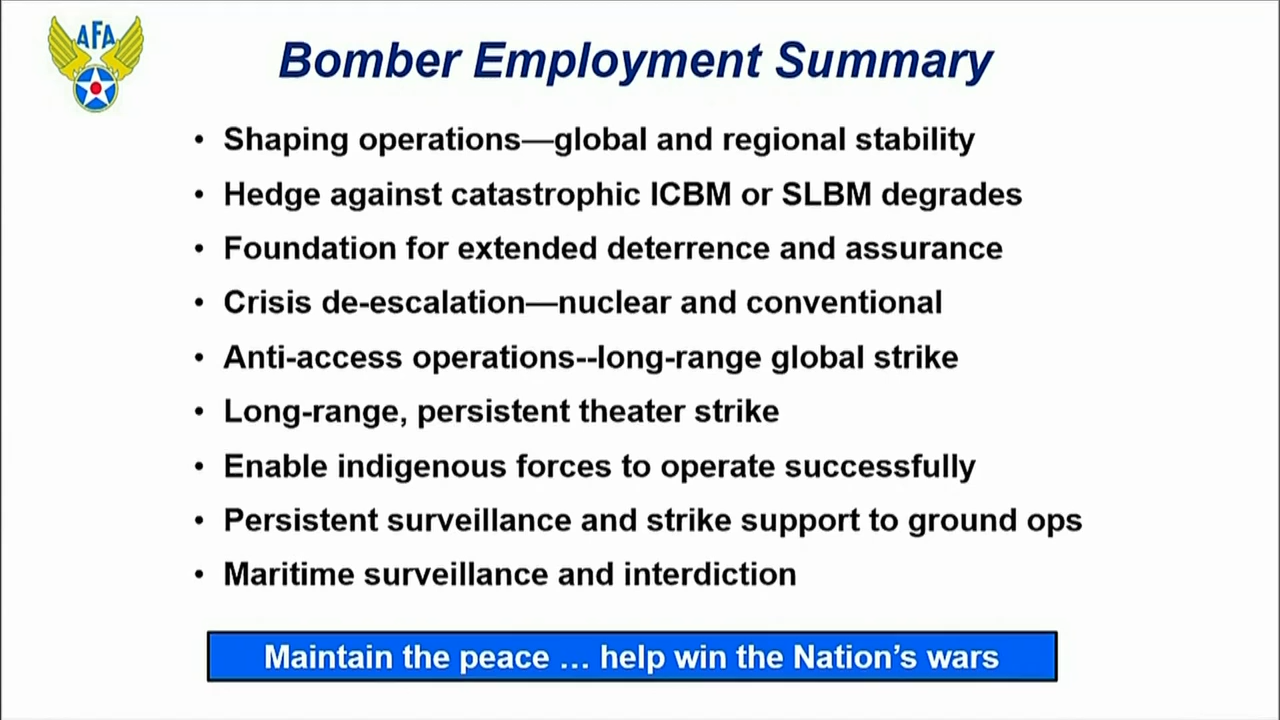 AFA
Bomber Employment Summary
• Shaping operations—global and regional stability
• Hedge against catastrophic ICBM or SLBM degrades
• Foundation for extended deterrence and assurance
• Crisis de-escalation—nuclear and conventional
• Anti-access operations--long-range global strike
• Long-range, persistent theater strike
• Enable indigenous forces to operate successfully
• Persistent surveillance and strike support to ground ops
• Maritime surveillance and interdiction
Maintain the peace … help win the Nation’s wars